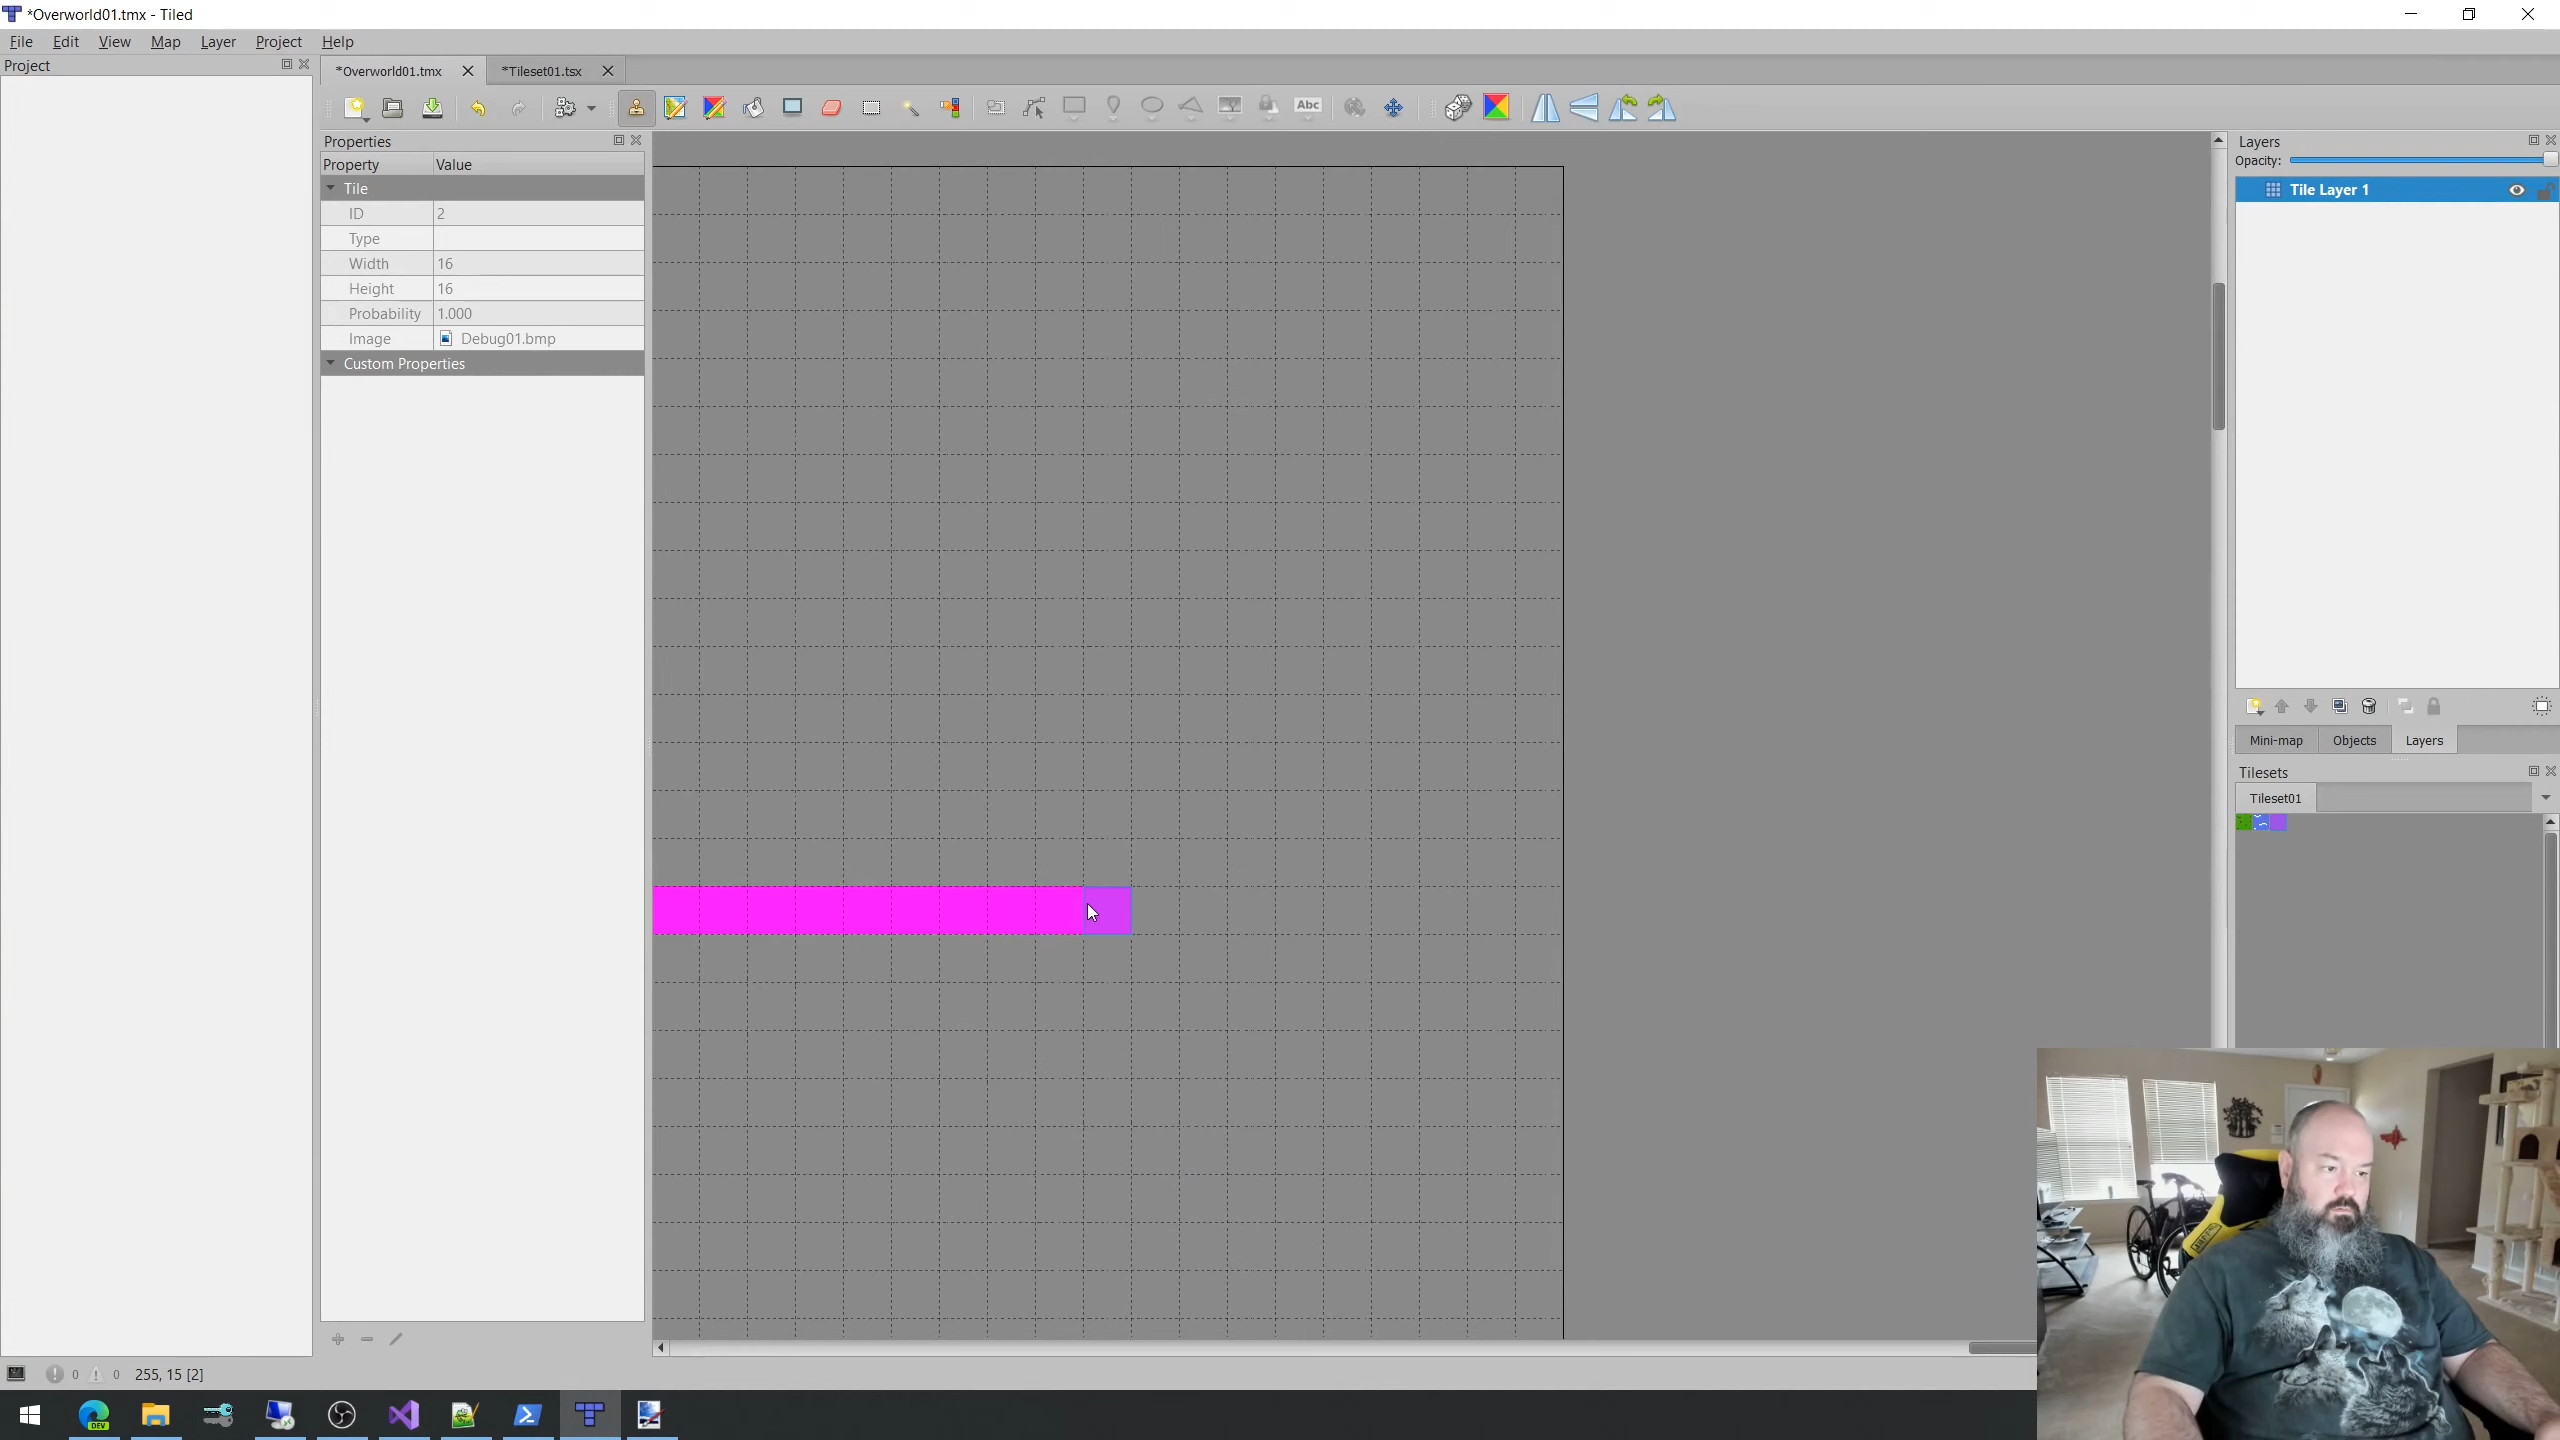 *Overworld01.tmx - Tiled
File Edit View Map Layer Project Help
Project
*Overworld01.tmx *Tileset01.tsx
Abc
Properties
Property Value
Tile
ID 2
Type
Width 16
Height 16
Probability 1.000
Image Debug01.bmp
Custom Properties
Layers
Opacity:
Tile Layer 1
Mini-map Objects Layers
Tilesets
Tileset01
0 0 255, 15 [2]
DEV